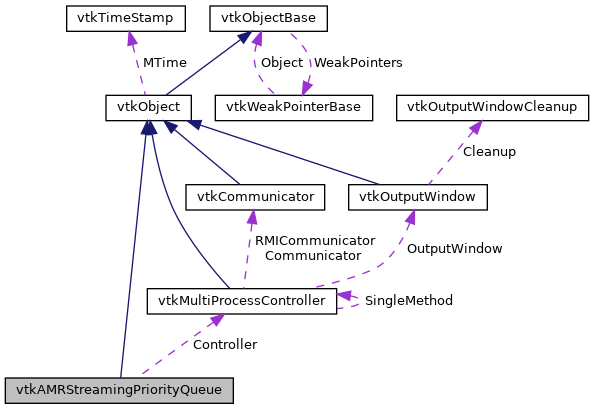 vtkTimeStamp
vtkObjectBase
MTime
Object
WeakPointers
vtkObject
vtkWeakPointerBase
vtkOutputWindowCleanup
Cleanup
vtkCommunicator
vtkOutputWindow
RMICommunicator
Communicator
OutputWindow
vtkMultiProcessController
SingleMethod
Controller
vtkAMRStreamingPriorityQueue